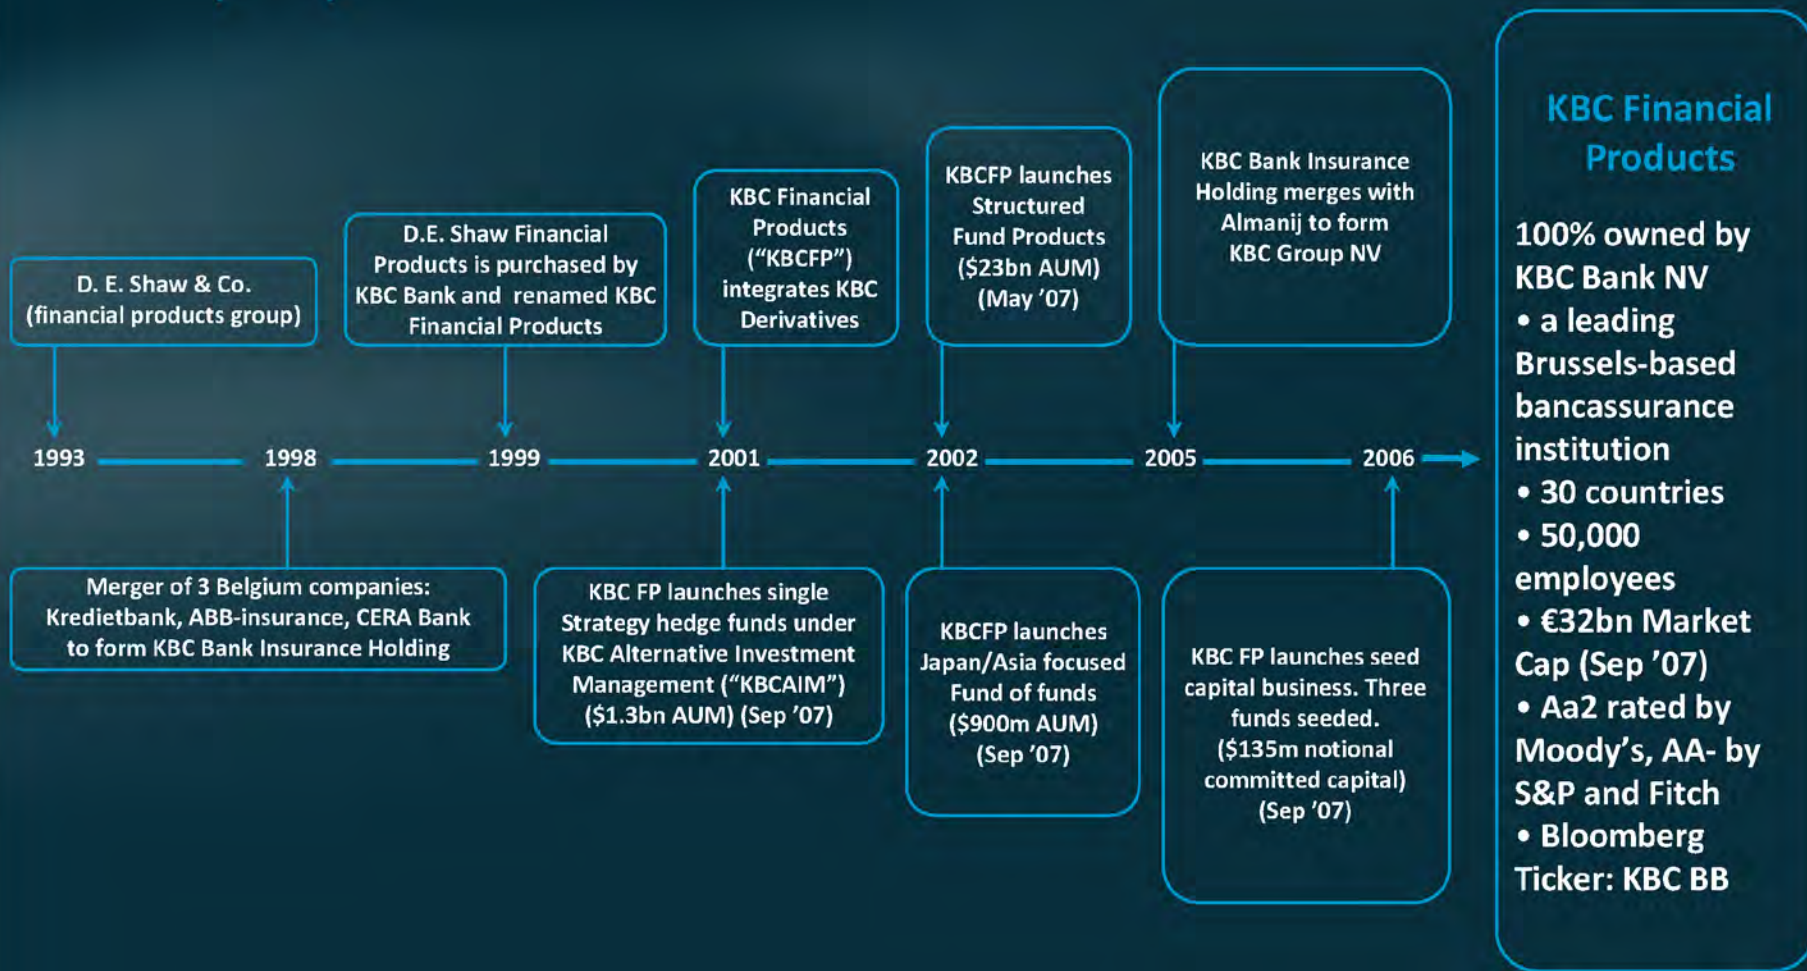 D. E. Shaw & Co.
(financial products group)
D.E. Shaw Financial
Products is purchased by
KBC Bank and renamed KBC
Financial Products
KBC Financial
Products
(“KBCFP”)
integrates KBC
Derivatives
KBCFP launches
Structured
Fund Products
($23bn AUM)
(May ’07)
KBC Bank Insurance
Holding merges with
Almanij to form
KBC Group NV
1993
1998
1999
2001
2002
2005
2006
Merger of 3 Belgium companies:
Kredietbank, ABB-insurance, CERA Bank
to form KBC Bank Insurance Holding
KBC FP launches single
Strategy hedge funds under
KBC Alternative Investment
Management (“KBCAIM”)
($1.3bn AUM) (Sep ’07)
KBCFP launches
Japan/Asia focused
Fund of funds
($900m AUM)
(Sep ’07)
KBC FP launches seed
capital business. Three
funds seeded.
($135m notional
committed capital)
(Sep ’07)
KBC Financial
Products
100% owned by
KBC Bank NV
• a leading
Brussels-based
bancassurance
institution
• 30 countries
• 50,000
employees
• €32bn Market
Cap (Sep ’07)
• Aa2 rated by
Moody’s, AA- by
S&P and Fitch
• Bloomberg
Ticker: KBC BB